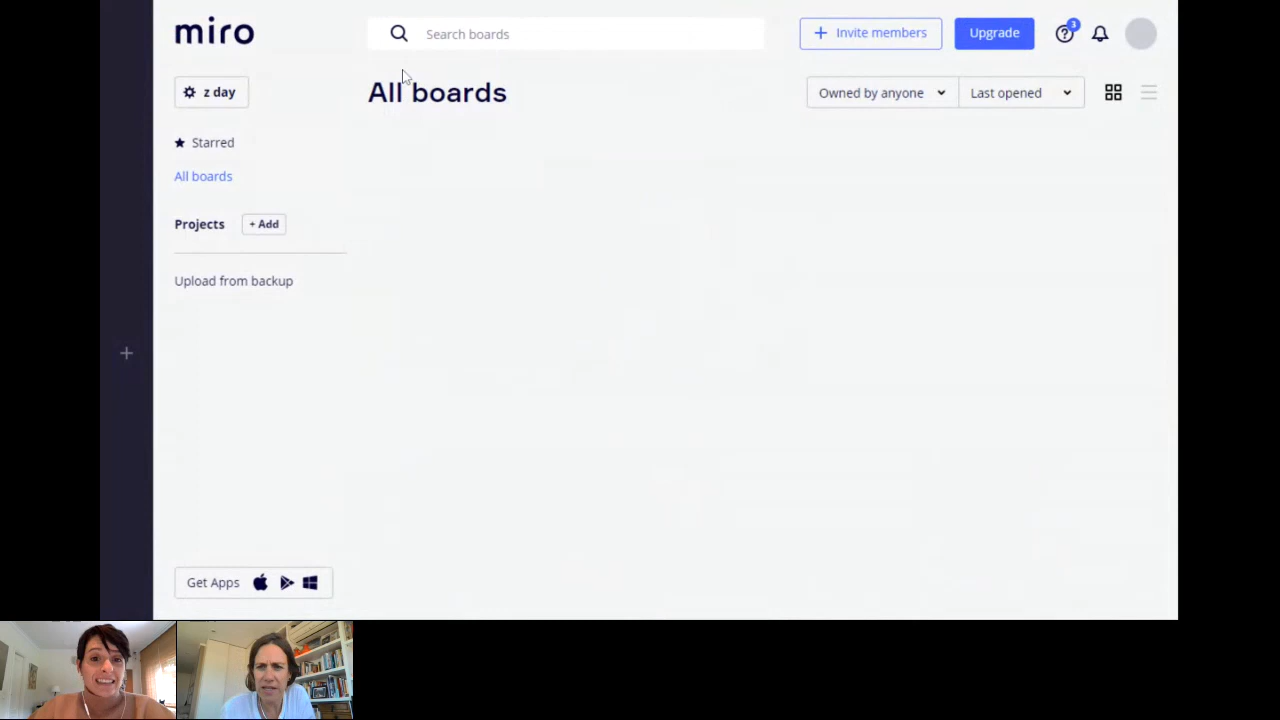 miro
Search boards
+ Invite members
Upgrade
3
z day
All boards
Owned by anyone
Last opened
Starred
All boards
Projects
+ Add
Upload from backup
Get Apps